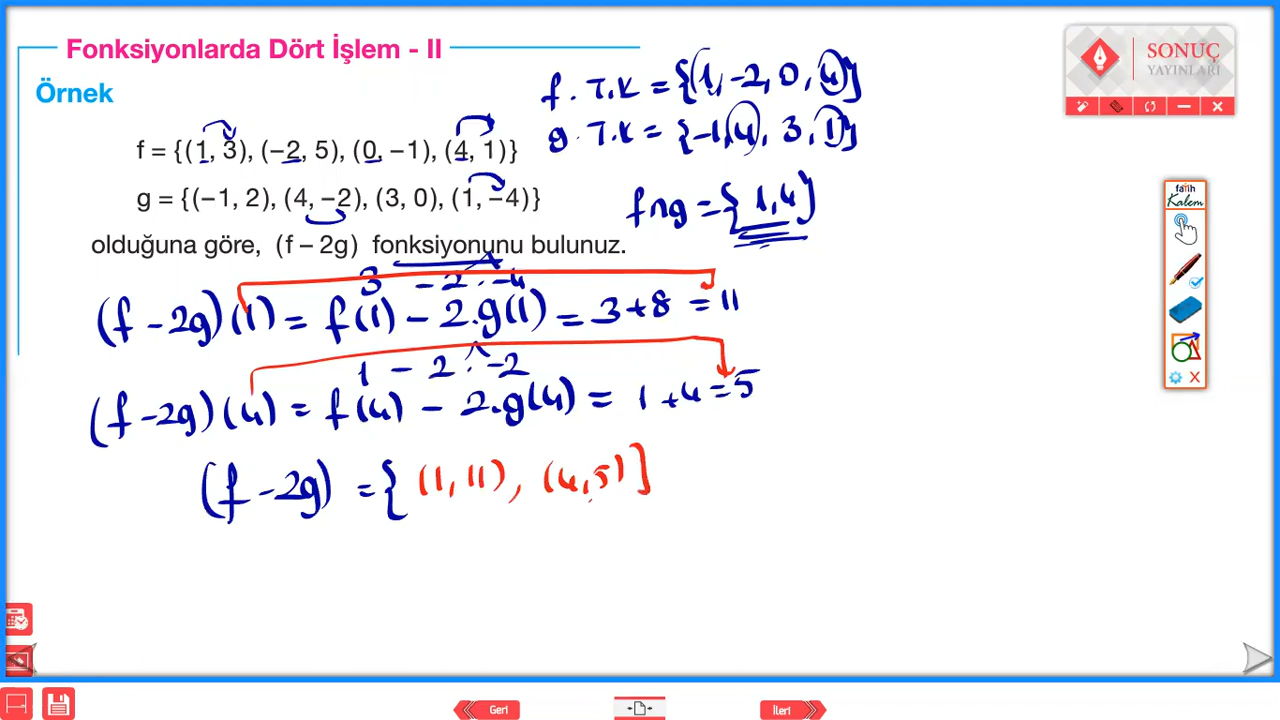 Fonksiyonlarda Dört İşlem - II
SONUÇ
YAYINLARI
Örnek
f . T.K = {1, -2, 0, 4}
g . T.K = {-1, 4, 3, 1}
f = {(1, 3), (−2, 5), (0, −1), (4, 1)}
g = {(−1, 2), (4, −2), (3, 0), (1, −4)}
f∩g = {1,4}
olduğuna göre, (f – 2g) fonksiyonunu bulunuz.
3 - 2 . -4
(f - 2g)(1) = f(1) - 2.g(1) = 3+8 = 11
1 - 2 . -2
(f - 2g)(4) = f(4) - 2.g(4) = 1+4=5
(f - 2g) = { (1, 11), (4,5) }
fatih
Kalem
X
Geri
İleri